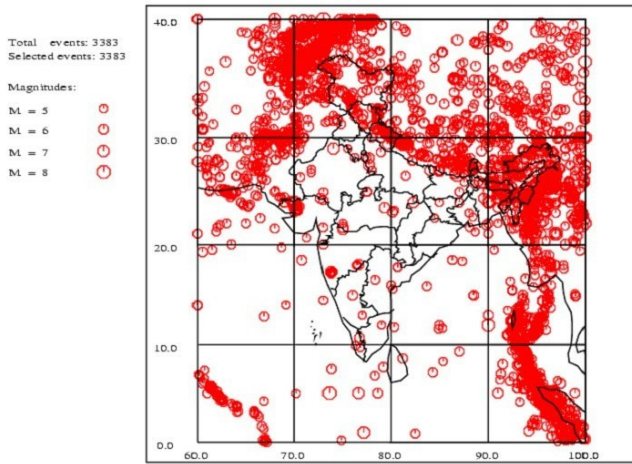 Total events: 3383
Selected events: 3383
Magnitudes:
M = 5
M = 6
M = 7
M = 8
40.0
30.0
20.0
10.0
0.0
60.0 70.0 80.0 90.0 100.0